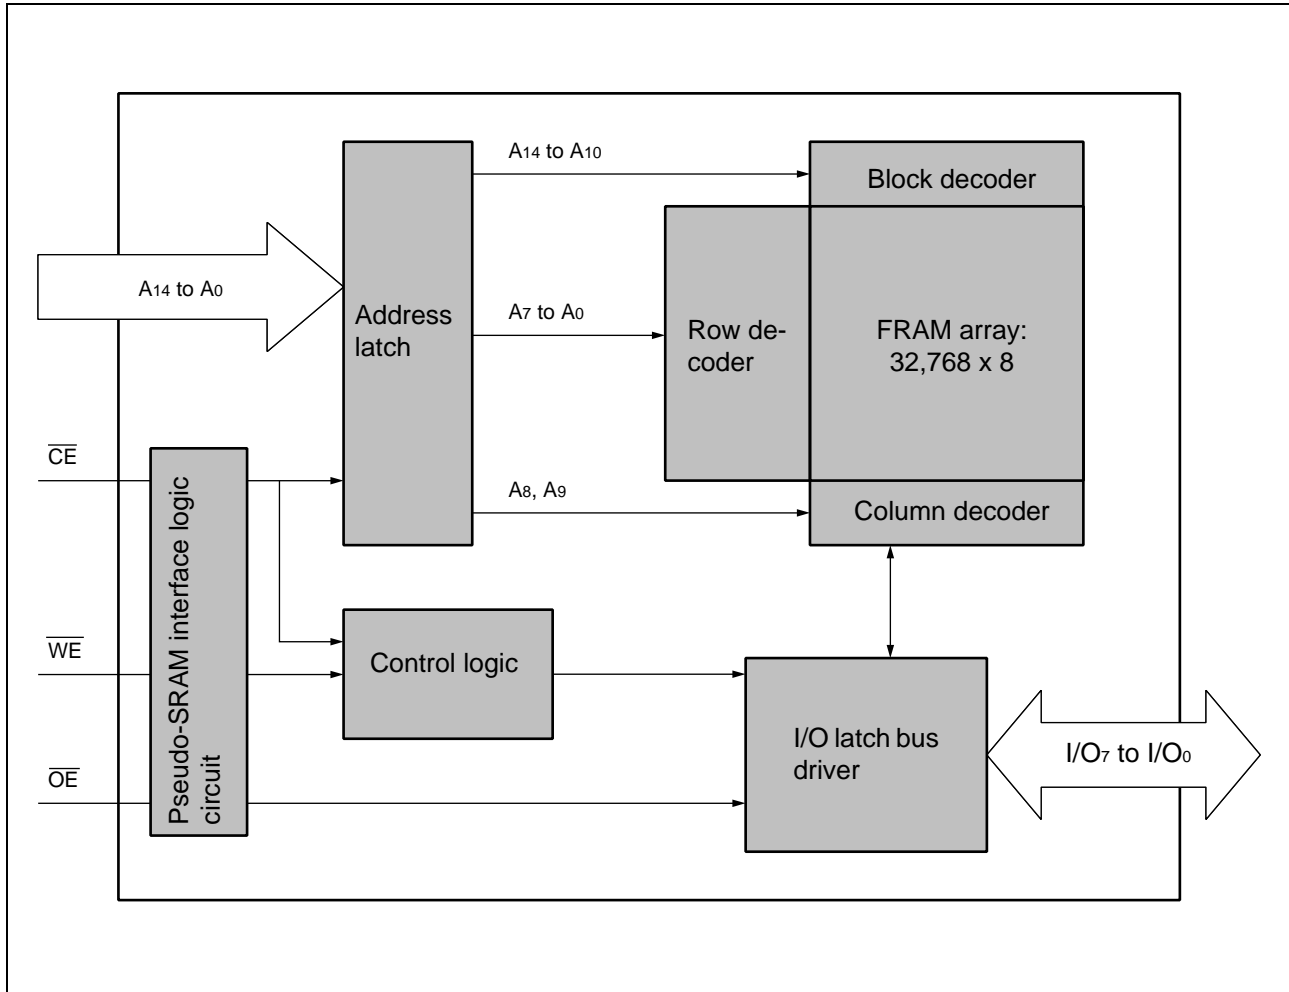 A14 to A10
Block decoder
A14 to A0
Address
latch
A7 to A0
Row de-
coder
FRAM array:
32,768 x 8
CE
A8, A9
Column decoder
Pseudo-SRAM interface logic
circuit
WE
Control logic
I/O latch bus
driver
I/O7 to I/O0
OE